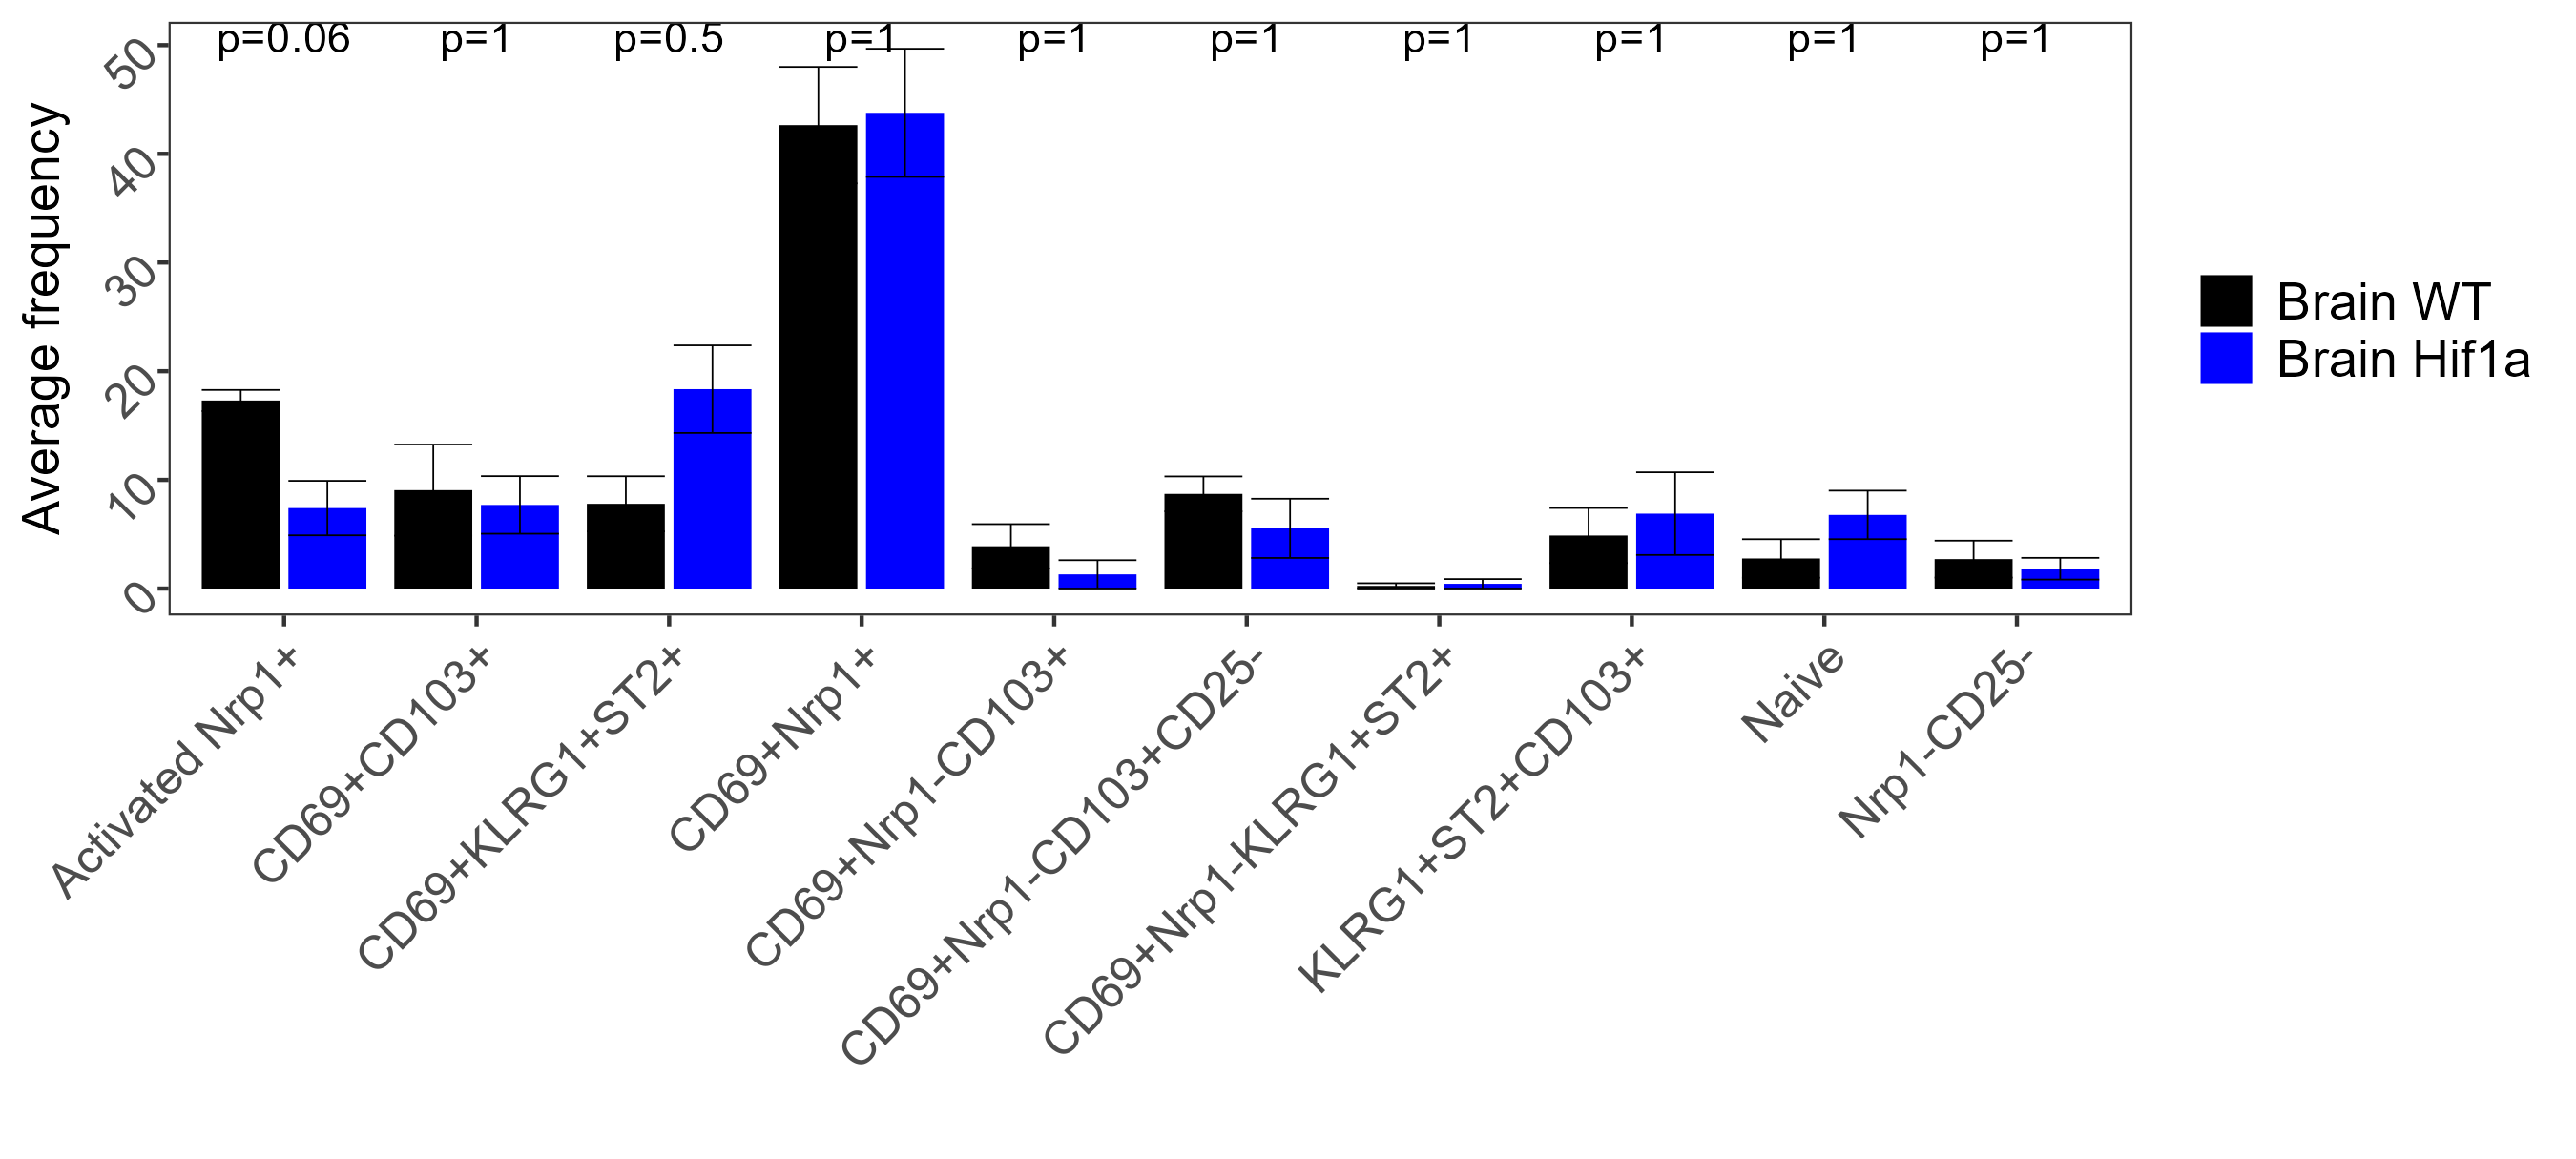 p=0.06 p=1 p=0.5 p=1 p=1 p=1 p=1 p=1 p=1 p=1
Average frequency
50
40
30
20
10
0
Brain WT
Brain Hif1a
Activated Nrp1+
CD69+CD103+
CD69+KLRG1+ST2+
CD69+Nrp1+
CD69+Nrp1-CD103+
CD69+Nrp1-CD103+CD25-
CD69+Nrp1-KLRG1+ST2+
KLRG1+ST2+CD103+
Naive
Nrp1-CD25-